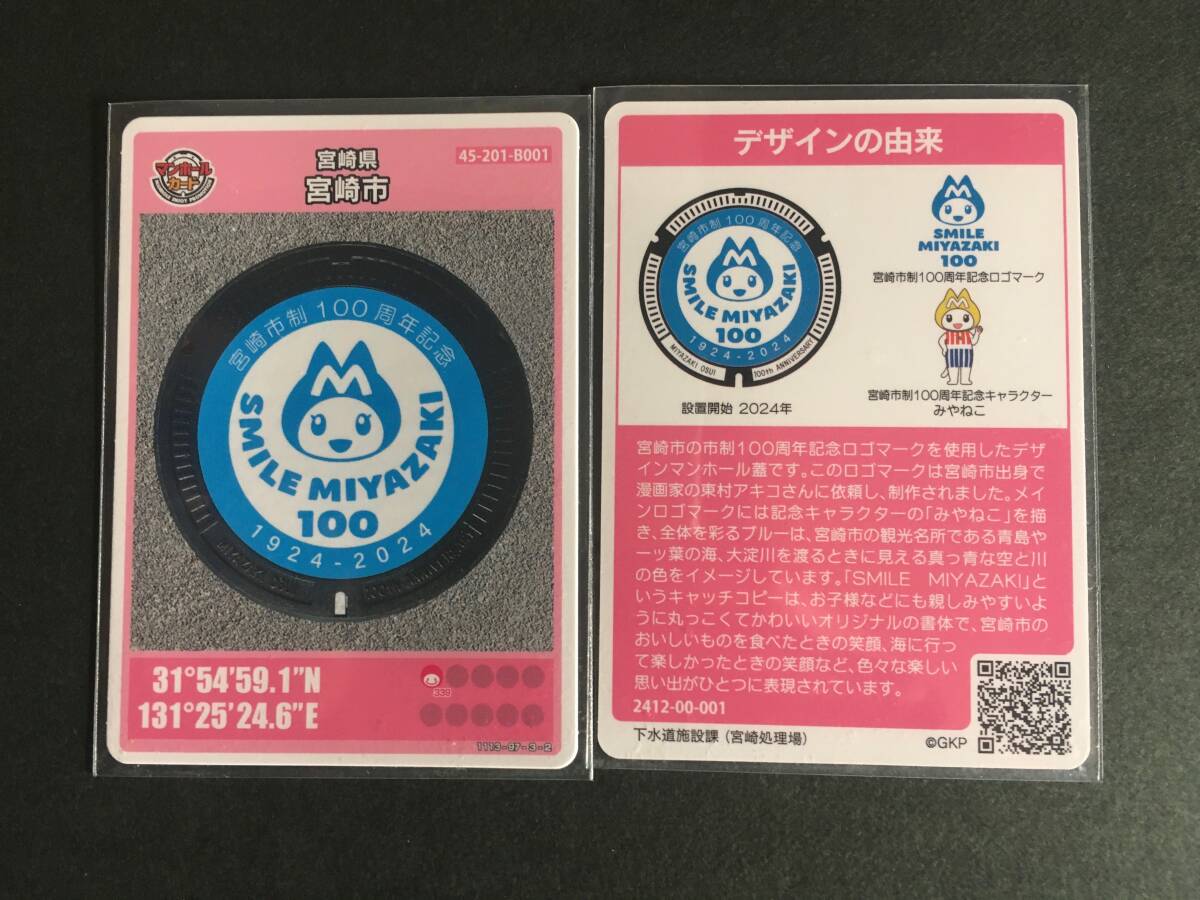 マンホール
カード
宮崎県
宮崎市
45-201-B001
宮崎市制100周年記念
SMILE MIYAZAKI
100
1924-2024
31°54'59.1"N
131°25'24.6"E
339
1113-97-3-2
デザインの由来
宮崎市制100周年記念
SMILE MIYAZAKI
100
1924-2024
MIYAZAKI OSUI
100th ANNIVERSARY
設置開始 2024年
SMILE
MIYAZAKI
100
宮崎市制100周年記念ロゴマーク
宮崎市制100周年記念キャラクター
みやねこ
宮崎市の市制100周年記念ロゴマークを使用したデザ
インマンホール蓋です。このロゴマークは宮崎市出身で
漫画家の東村アキコさんに依頼し、制作されました。メイ
ンロゴマークには記念キャラクターの「みやねこ」を描
き、全体を彩るブルーは、宮崎市の観光名所である青島や
一ッ葉の海、大淀川を渡るときに見える真っ青な空と川
の色をイメージしています。「SMILE　MIYAZAKI」と
いうキャッチコピーは、お子様などにも親しみやすいよ
うに丸っこくてかわいいオリジナルの書体で、宮崎市の
おいしいものを食べたときの笑顔、海に行っ
て楽しかったときの笑顔など、色々な楽しい
思い出がひとつに表現されています。
2412-00-001
下水道施設課（宮崎処理場）
©GKP